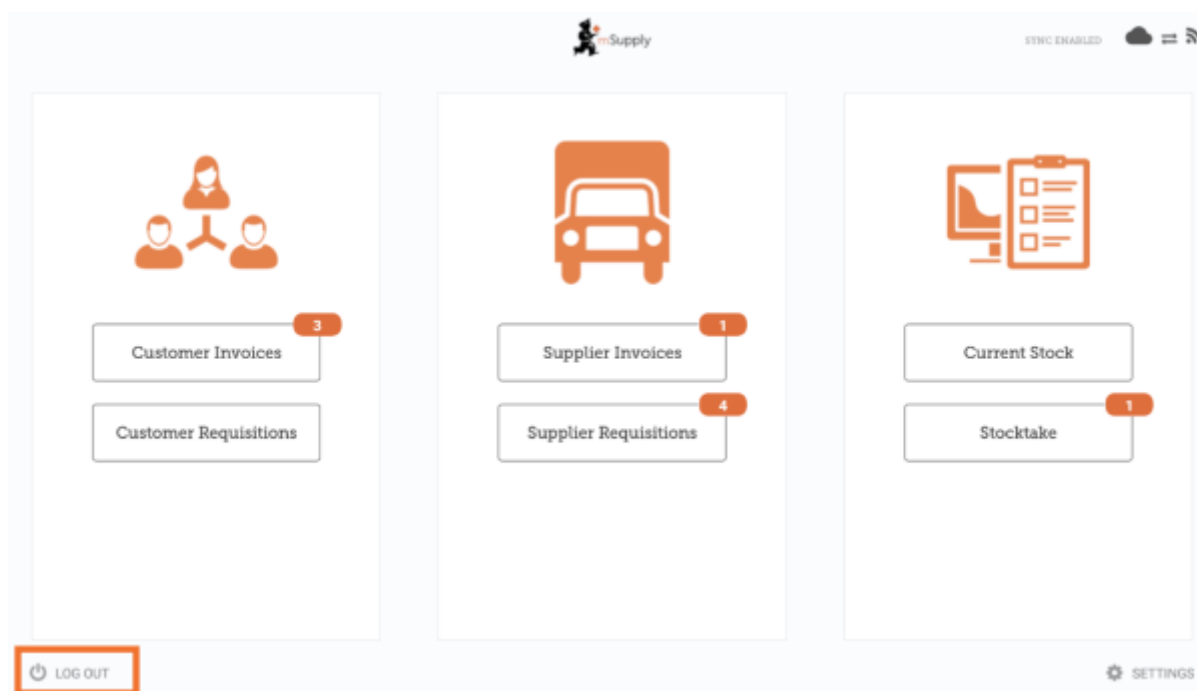 mSupply
SYNC ENABLED
3
Customer Invoices
Customer Requisitions
1
Supplier Invoices
4
Supplier Requisitions
Current Stock
1
Stocktake
LOG OUT
SETTINGS